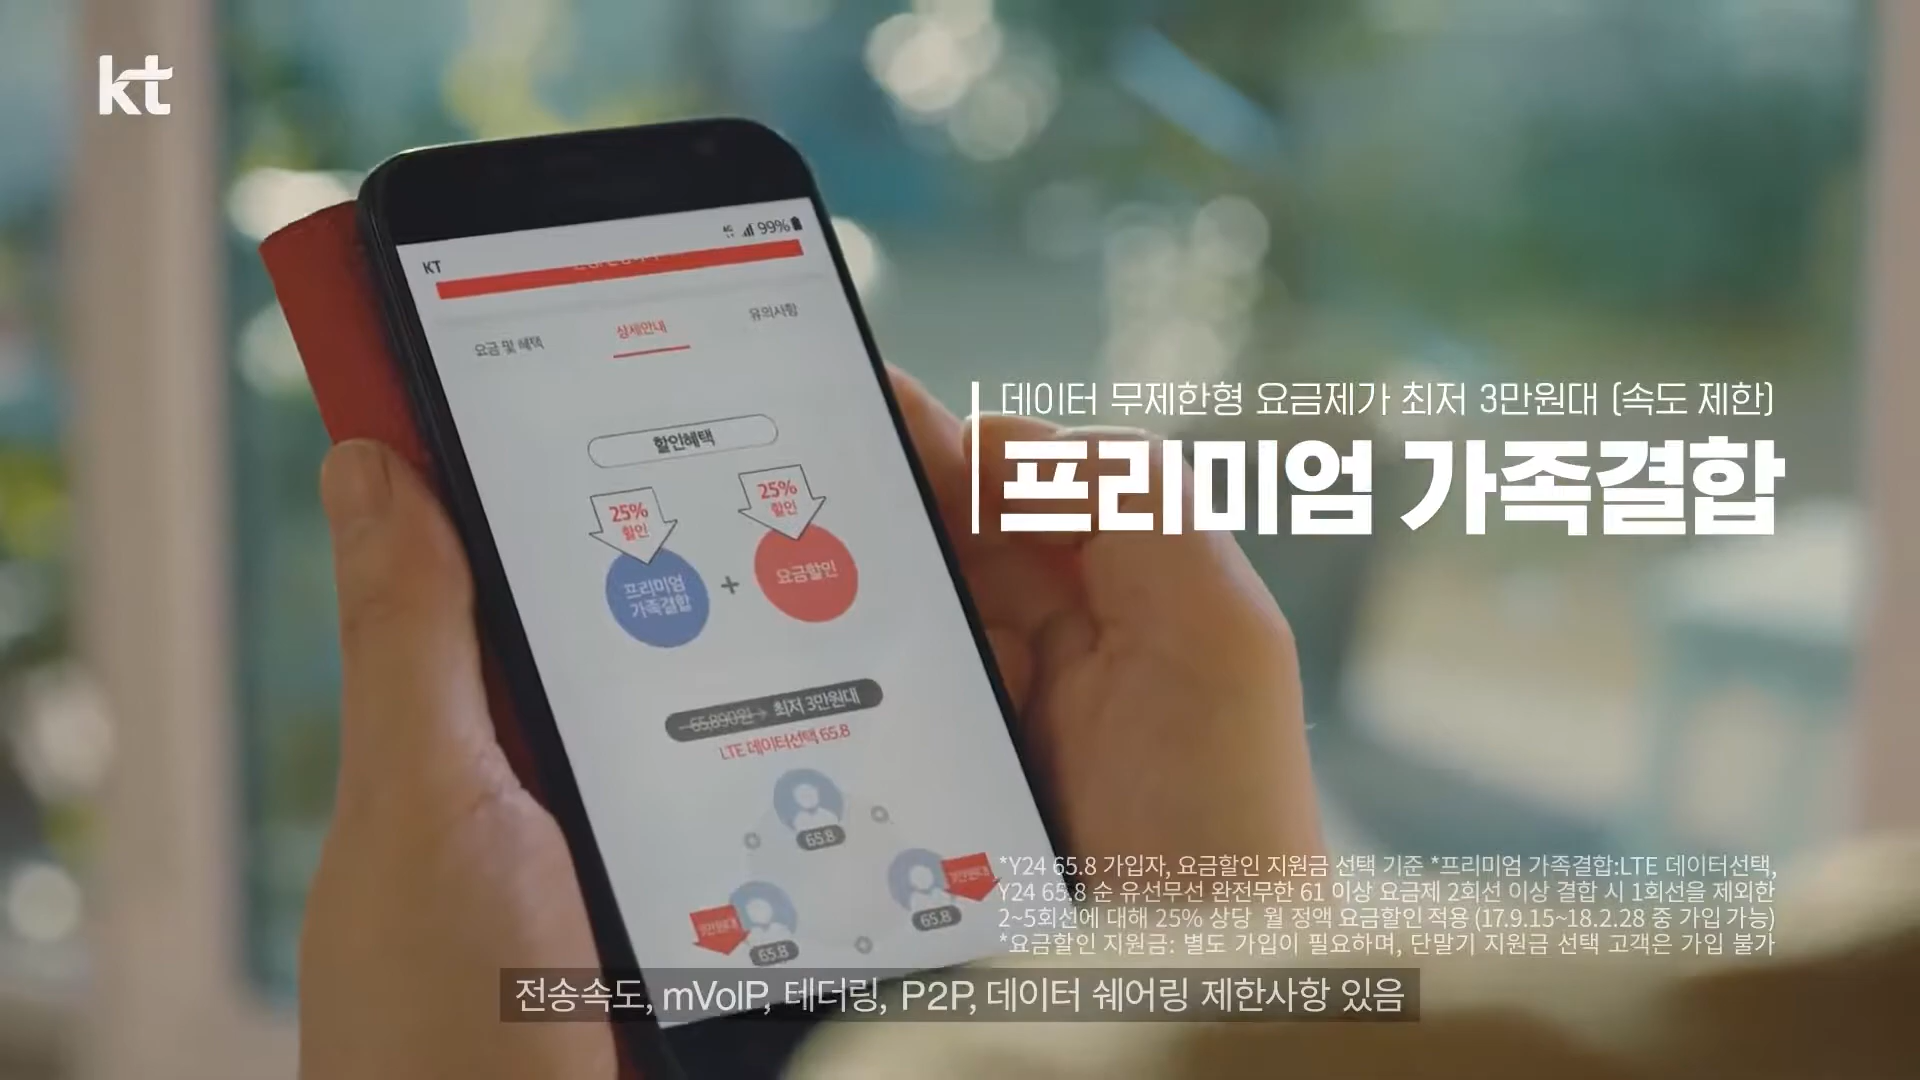 kt
데이터 무제한형 요금제가 최저 3만원대 (속도 제한)
프리미엄 가족결합
KT
99%
요금 및 혜택
상세안내
유의사항
할인혜택
25%
할인
25%
할인
프리미엄
가족결합
+
요금할인
65,890원 → 최저 3만원대
LTE 데이터선택 65.8
65.8
3만원대
65.8
3만원대
65.8
*Y24 65.8 가입자, 요금할인 지원금 선택 기준 *프리미엄 가족결합:LTE 데이터선택,
Y24 65.8 순 유선무선 완전무한 61 이상 요금제 2회선 이상 결합 시 1회선을 제외한
2~5회선에 대해 25% 상당 월 정액 요금할인 적용 (17.9.15~18.2.28 중 가입 가능)
*요금할인 지원금: 별도 가입이 필요하며, 단말기 지원금 선택 고객은 가입 불가
전송속도, mVoIP, 테더링, P2P, 데이터 쉐어링 제한사항 있음